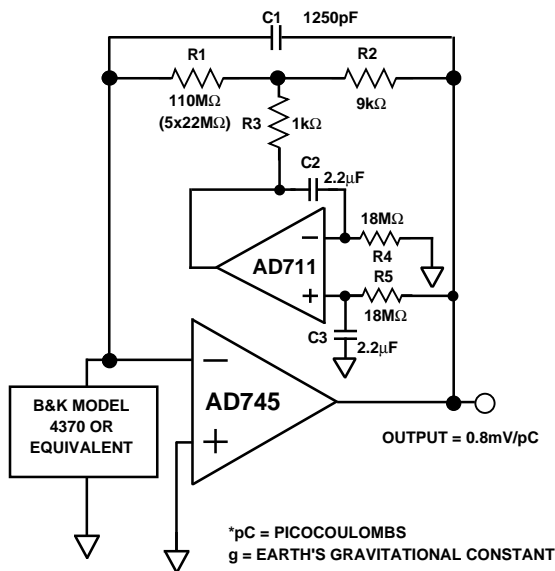 C1 1250pF
R1
R2
110MΩ
(5x22MΩ)
9kΩ
R3
1kΩ
C2
2.2µF
18MΩ
R4
–
AD711
+
R5
18MΩ
C3
2.2µF
–
AD745
+
B&K MODEL
4370 OR
EQUIVALENT
OUTPUT = 0.8mV/pC
*pC = PICOCOULOMBS
g = EARTH'S GRAVITATIONAL CONSTANT